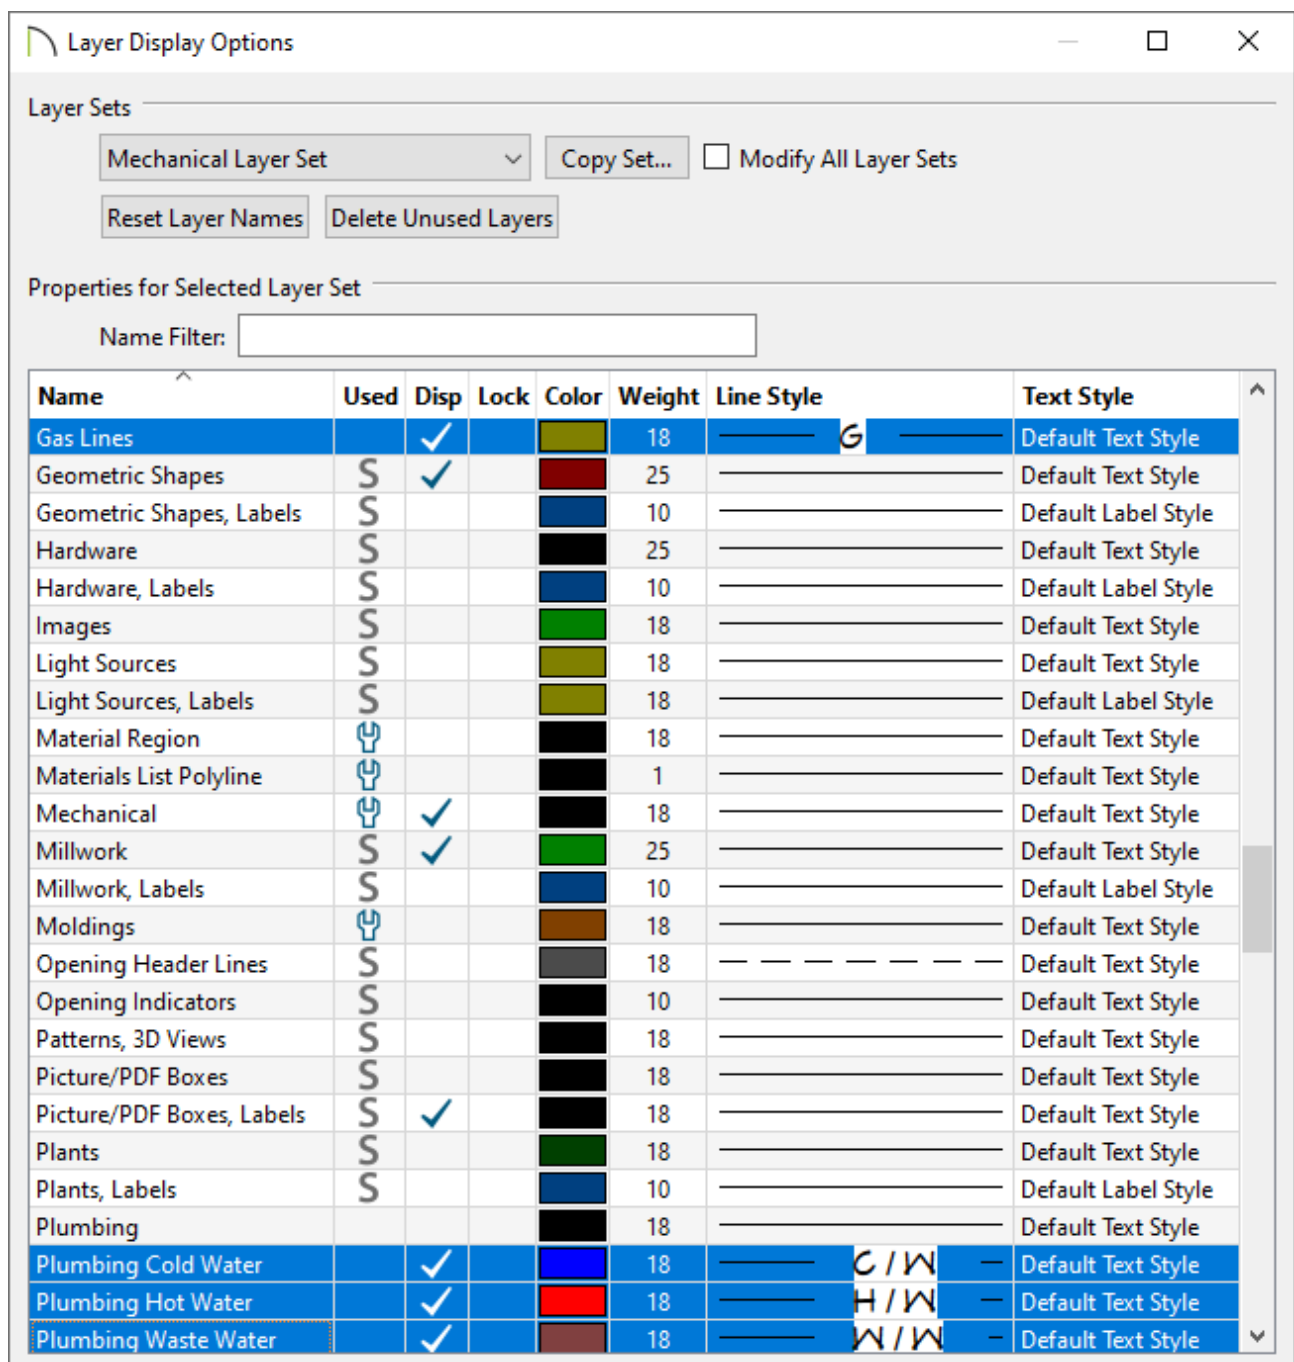 Layer Display Options
Layer Sets
Mechanical Layer Set Copy Set... Modify All Layer Sets
Reset Layer Names Delete Unused Layers
Properties for Selected Layer Set
Name Filter:
Name Used Disp Lock Color Weight Line Style Text Style
Gas Lines 18 G Default Text Style
Geometric Shapes S 25 Default Text Style
Geometric Shapes, Labels S 10 Default Label Style
Hardware S 25 Default Text Style
Hardware, Labels S 10 Default Label Style
Images S 18 Default Text Style
Light Sources S 18 Default Text Style
Light Sources, Labels S 18 Default Label Style
Material Region 18 Default Text Style
Materials List Polyline 1 Default Text Style
Mechanical 18 Default Text Style
Millwork S 25 Default Text Style
Millwork, Labels S 10 Default Label Style
Moldings 18 Default Text Style
Opening Header Lines S 18 Default Text Style
Opening Indicators S 10 Default Text Style
Patterns, 3D Views S 18 Default Text Style
Picture/PDF Boxes S 18 Default Text Style
Picture/PDF Boxes, Labels S 18 Default Text Style
Plants S 18 Default Text Style
Plants, Labels S 10 Default Label Style
Plumbing 18 Default Text Style
Plumbing Cold Water 18 C / W Default Text Style
Plumbing Hot Water 18 H / W Default Text Style
Plumbing Waste Water 18 W / W Default Text Style